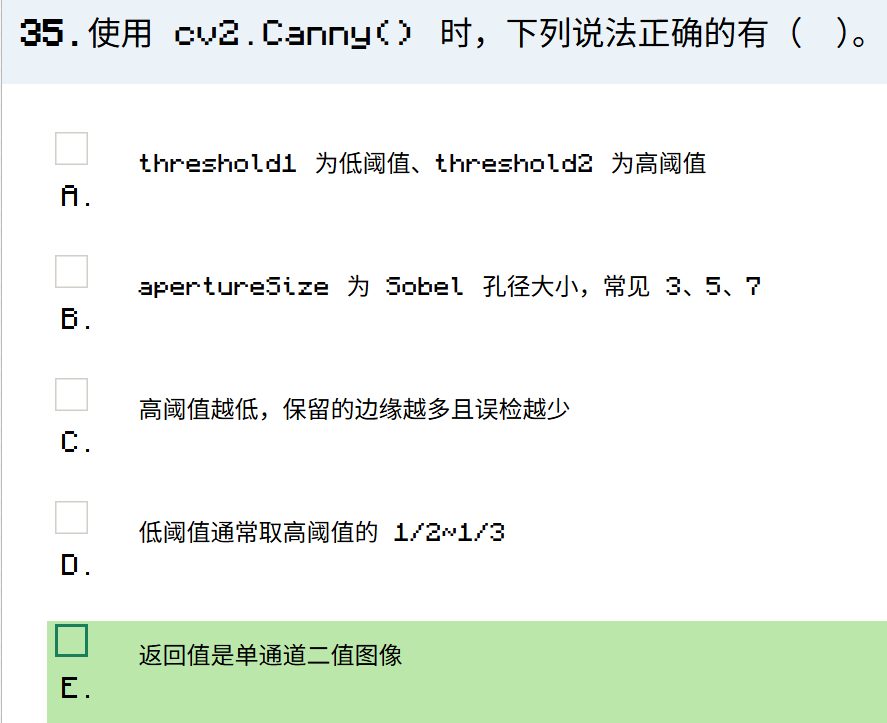 35.使用 cv2.Canny() 时，下列说法正确的有（ ）。
threshold1 为低阈值、threshold2 为高阈值
A.
apertureSize 为 Sobel 孔径大小，常见 3、5、7
B.
高阈值越低，保留的边缘越多且误检越少
C.
低阈值通常取高阈值的 1/2~1/3
D.
返回值是单通道二值图像
E.